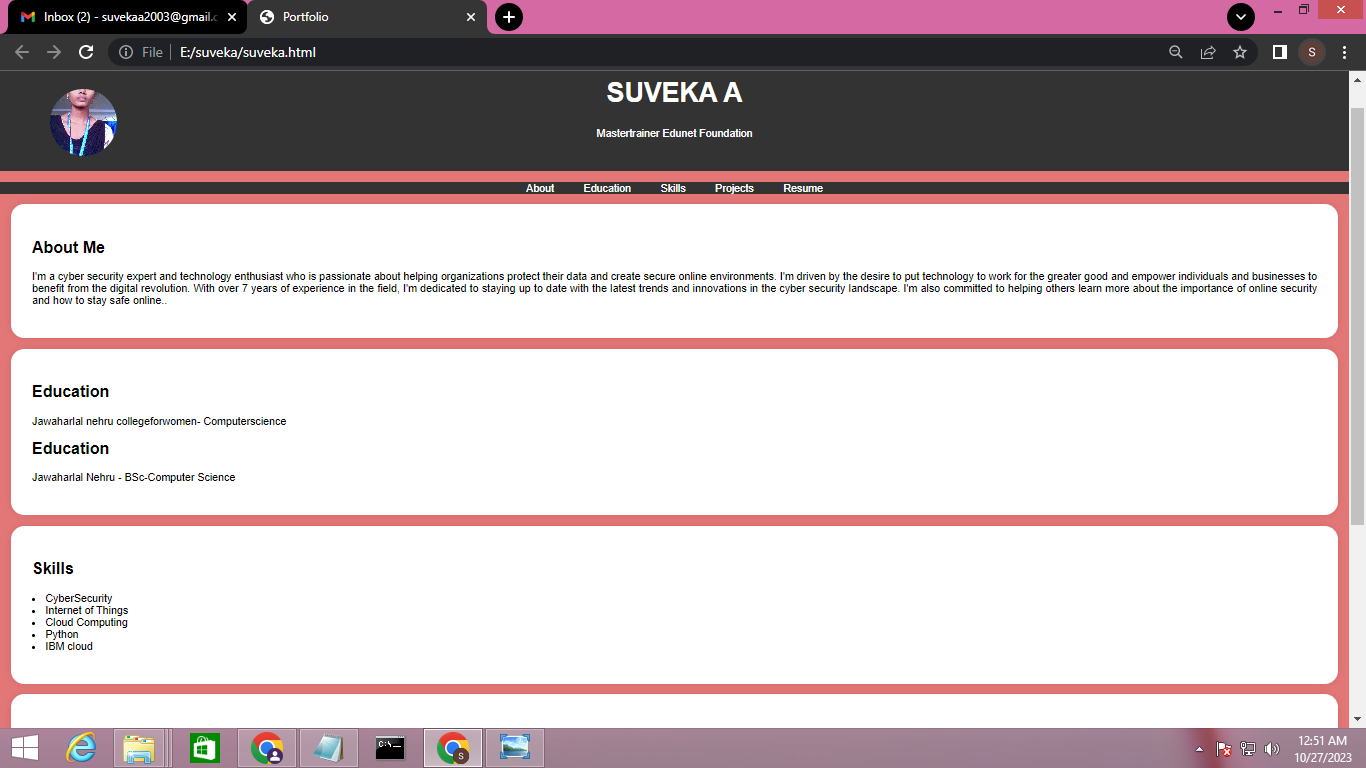 Inbox (2) - suvekaa2003@gmail.c
Portfolio
File
E:/suveka/suveka.html
S
SUVEKA A
Mastertrainer Edunet Foundation
About Education Skills Projects Resume
About Me
I'm a cyber security expert and technology enthusiast who is passionate about helping organizations protect their data and create secure online environments. I'm driven by the desire to put technology to work for the greater good and empower individuals and businesses to
benefit from the digital revolution. With over 7 years of experience in the field, I'm dedicated to staying up to date with the latest trends and innovations in the cyber security landscape. I'm also committed to helping others learn more about the importance of online security
and how to stay safe online..
Education
Jawaharlal nehru collegeforwomen- Computerscience
Education
Jawaharlal Nehru - BSc-Computer Science
Skills
CyberSecurity
Internet of Things
Cloud Computing
Python
IBM cloud
C:\_
S
12:51 AM
10/27/2023